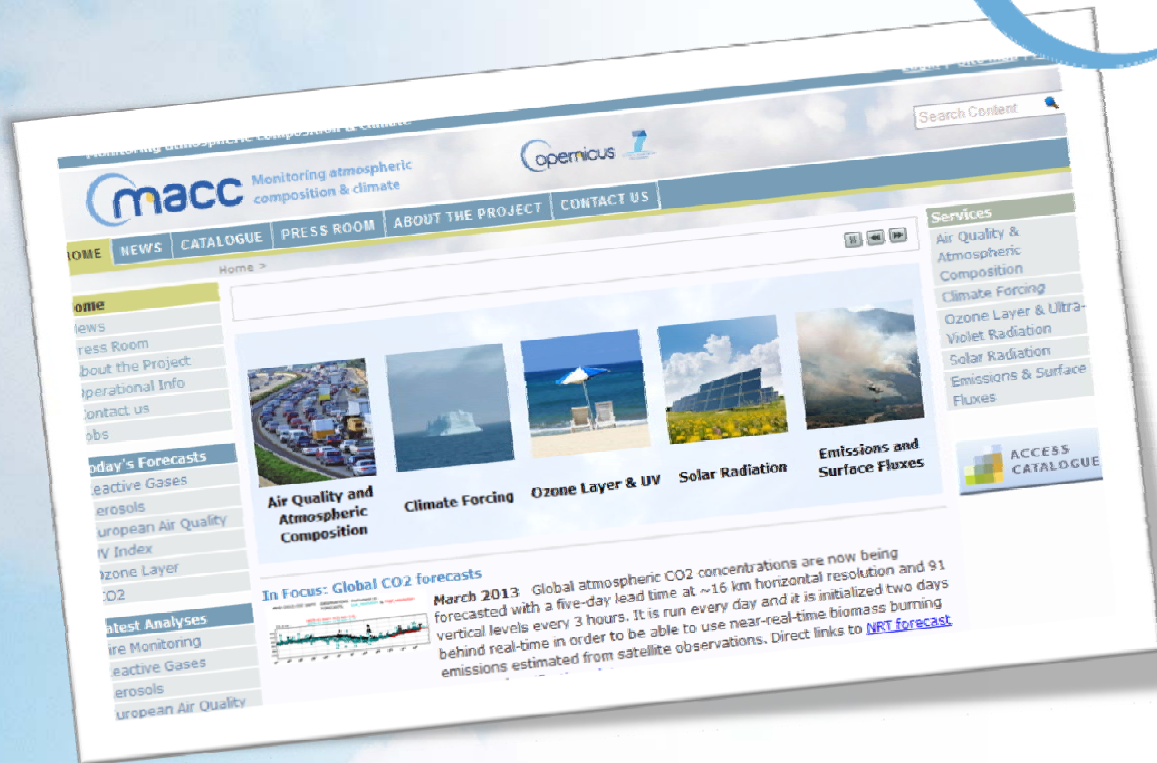 Monitoring atmospheric composition & climate
Search Content
macc Monitoring atmospheric
composition & climate
Copernicus
HOME NEWS CATALOGUE PRESS ROOM ABOUT THE PROJECT CONTACT US
Home >
ome
ews
ress Room
bout the Project
perational Info
ontact us
obs
oday's Forecasts
eactive Gases
erosols
uropean Air Quality
V Index
zone Layer
CO2
atest Analyses
ire Monitoring
eactive Gases
erosols
uropean Air Quality
Air Quality and
Atmospheric
Composition
Climate Forcing
Ozone Layer & UV
Solar Radiation
Emissions and
Surface Fluxes
In Focus: Global CO2 forecasts
March 2013 Global atmospheric CO2 concentrations are now being
forecasted with a five-day lead time at ~16 km horizontal resolution and 91
vertical levels every 3 hours. It is run every day and it is initialized two days
behind real-time in order to be able to use near-real-time biomass burning
emissions estimated from satellite observations. Direct links to NRT forecast
Services
Air Quality &
Atmospheric
Composition
Climate Forcing
Ozone Layer & Ultra-
Violet Radiation
Solar Radiation
Emissions & Surface
Fluxes
ACCESS
CATALOGUE